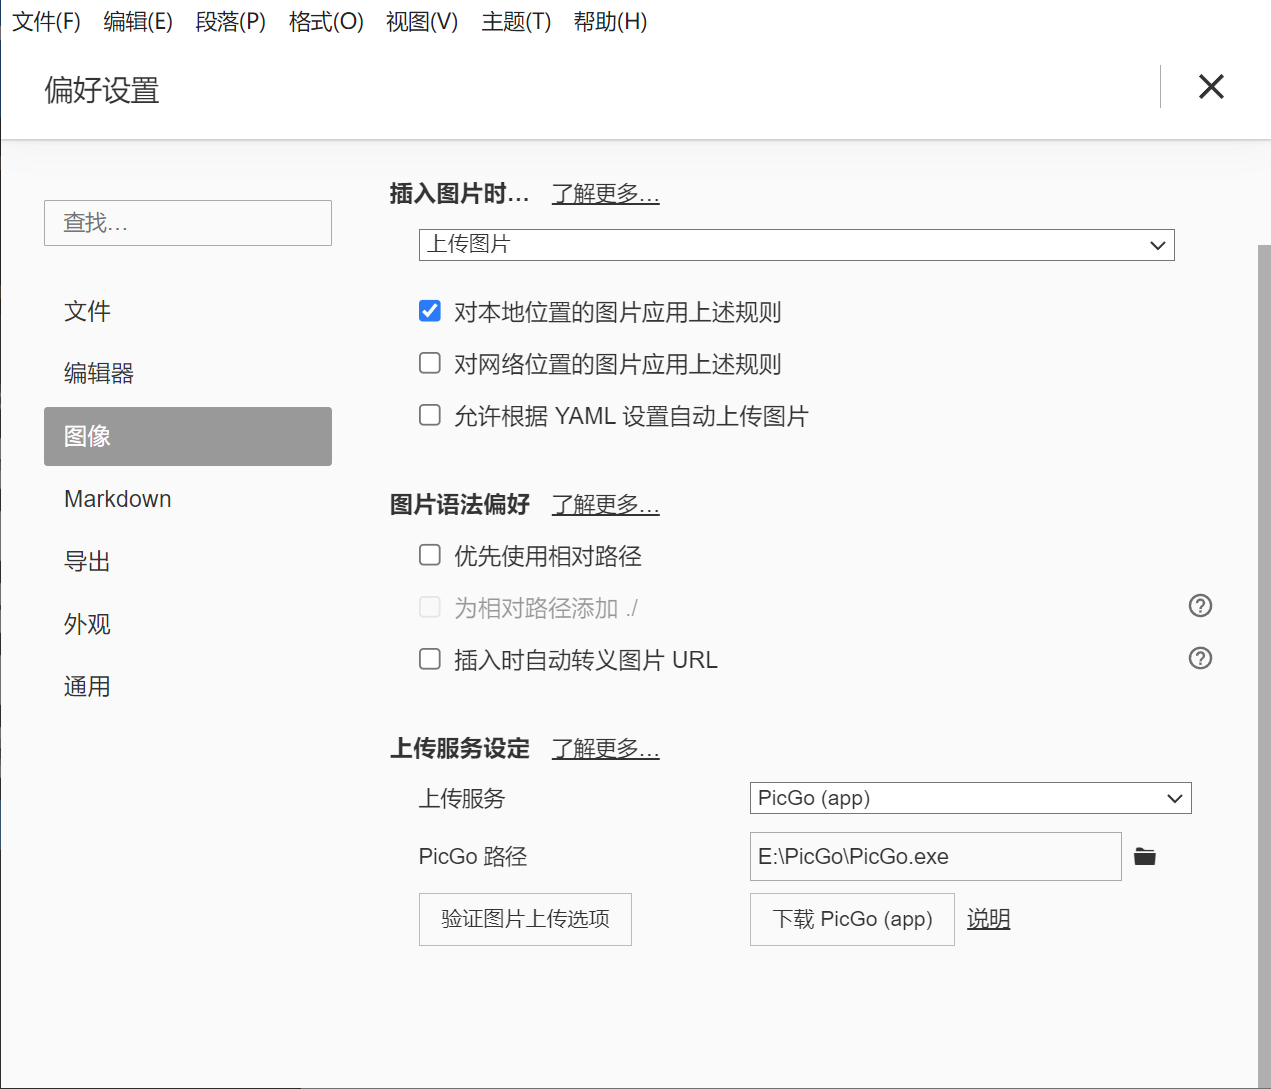 文件(F) 编辑(E) 段落(P) 格式(O) 视图(V) 主题(T) 帮助(H)
偏好设置
查找...
文件
编辑器
图像
Markdown
导出
外观
通用
插入图片时... 了解更多...
上传图片
对本地位置的图片应用上述规则
对网络位置的图片应用上述规则
允许根据 YAML 设置自动上传图片
图片语法偏好 了解更多...
优先使用相对路径
为相对路径添加 ./
插入时自动转义图片 URL
上传服务设定 了解更多...
上传服务 PicGo (app)
PicGo 路径 E:\PicGo\PicGo.exe
验证图片上传选项 下载 PicGo (app) 说明